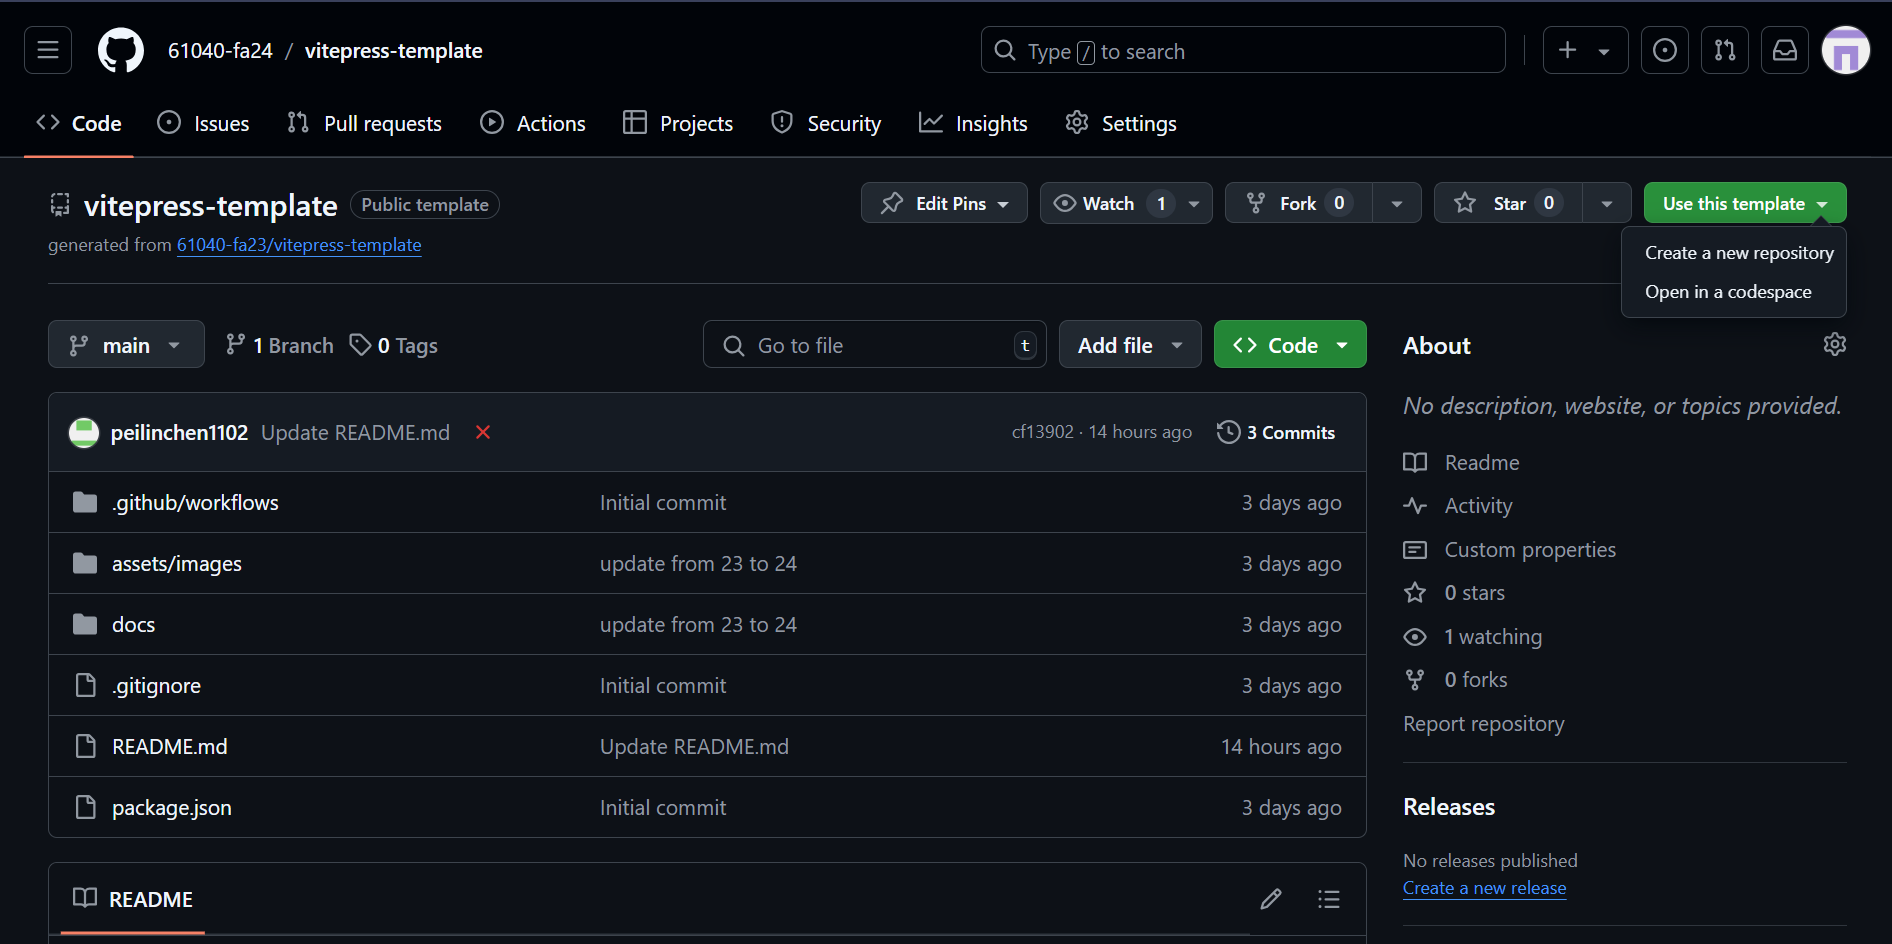 61040-fa24 / vitepress-template
Type / to search
Code
Issues
Pull requests
Actions
Projects
Security
Insights
Settings
vitepress-template
Public template
Edit Pins
Watch 1
Fork 0
Star 0
Use this template
generated from 61040-fa23/vitepress-template
Create a new repository
Open in a codespace
main
1 Branch
0 Tags
Go to file
t
Add file
Code
peilinchen1102 Update README.md
cf13902 · 14 hours ago
3 Commits
.github/workflows Initial commit 3 days ago
assets/images update from 23 to 24 3 days ago
docs update from 23 to 24 3 days ago
.gitignore Initial commit 3 days ago
README.md Update README.md 14 hours ago
package.json Initial commit 3 days ago
README
About
No description, website, or topics provided.
Readme
Activity
Custom properties
0 stars
1 watching
0 forks
Report repository
Releases
No releases published
Create a new release